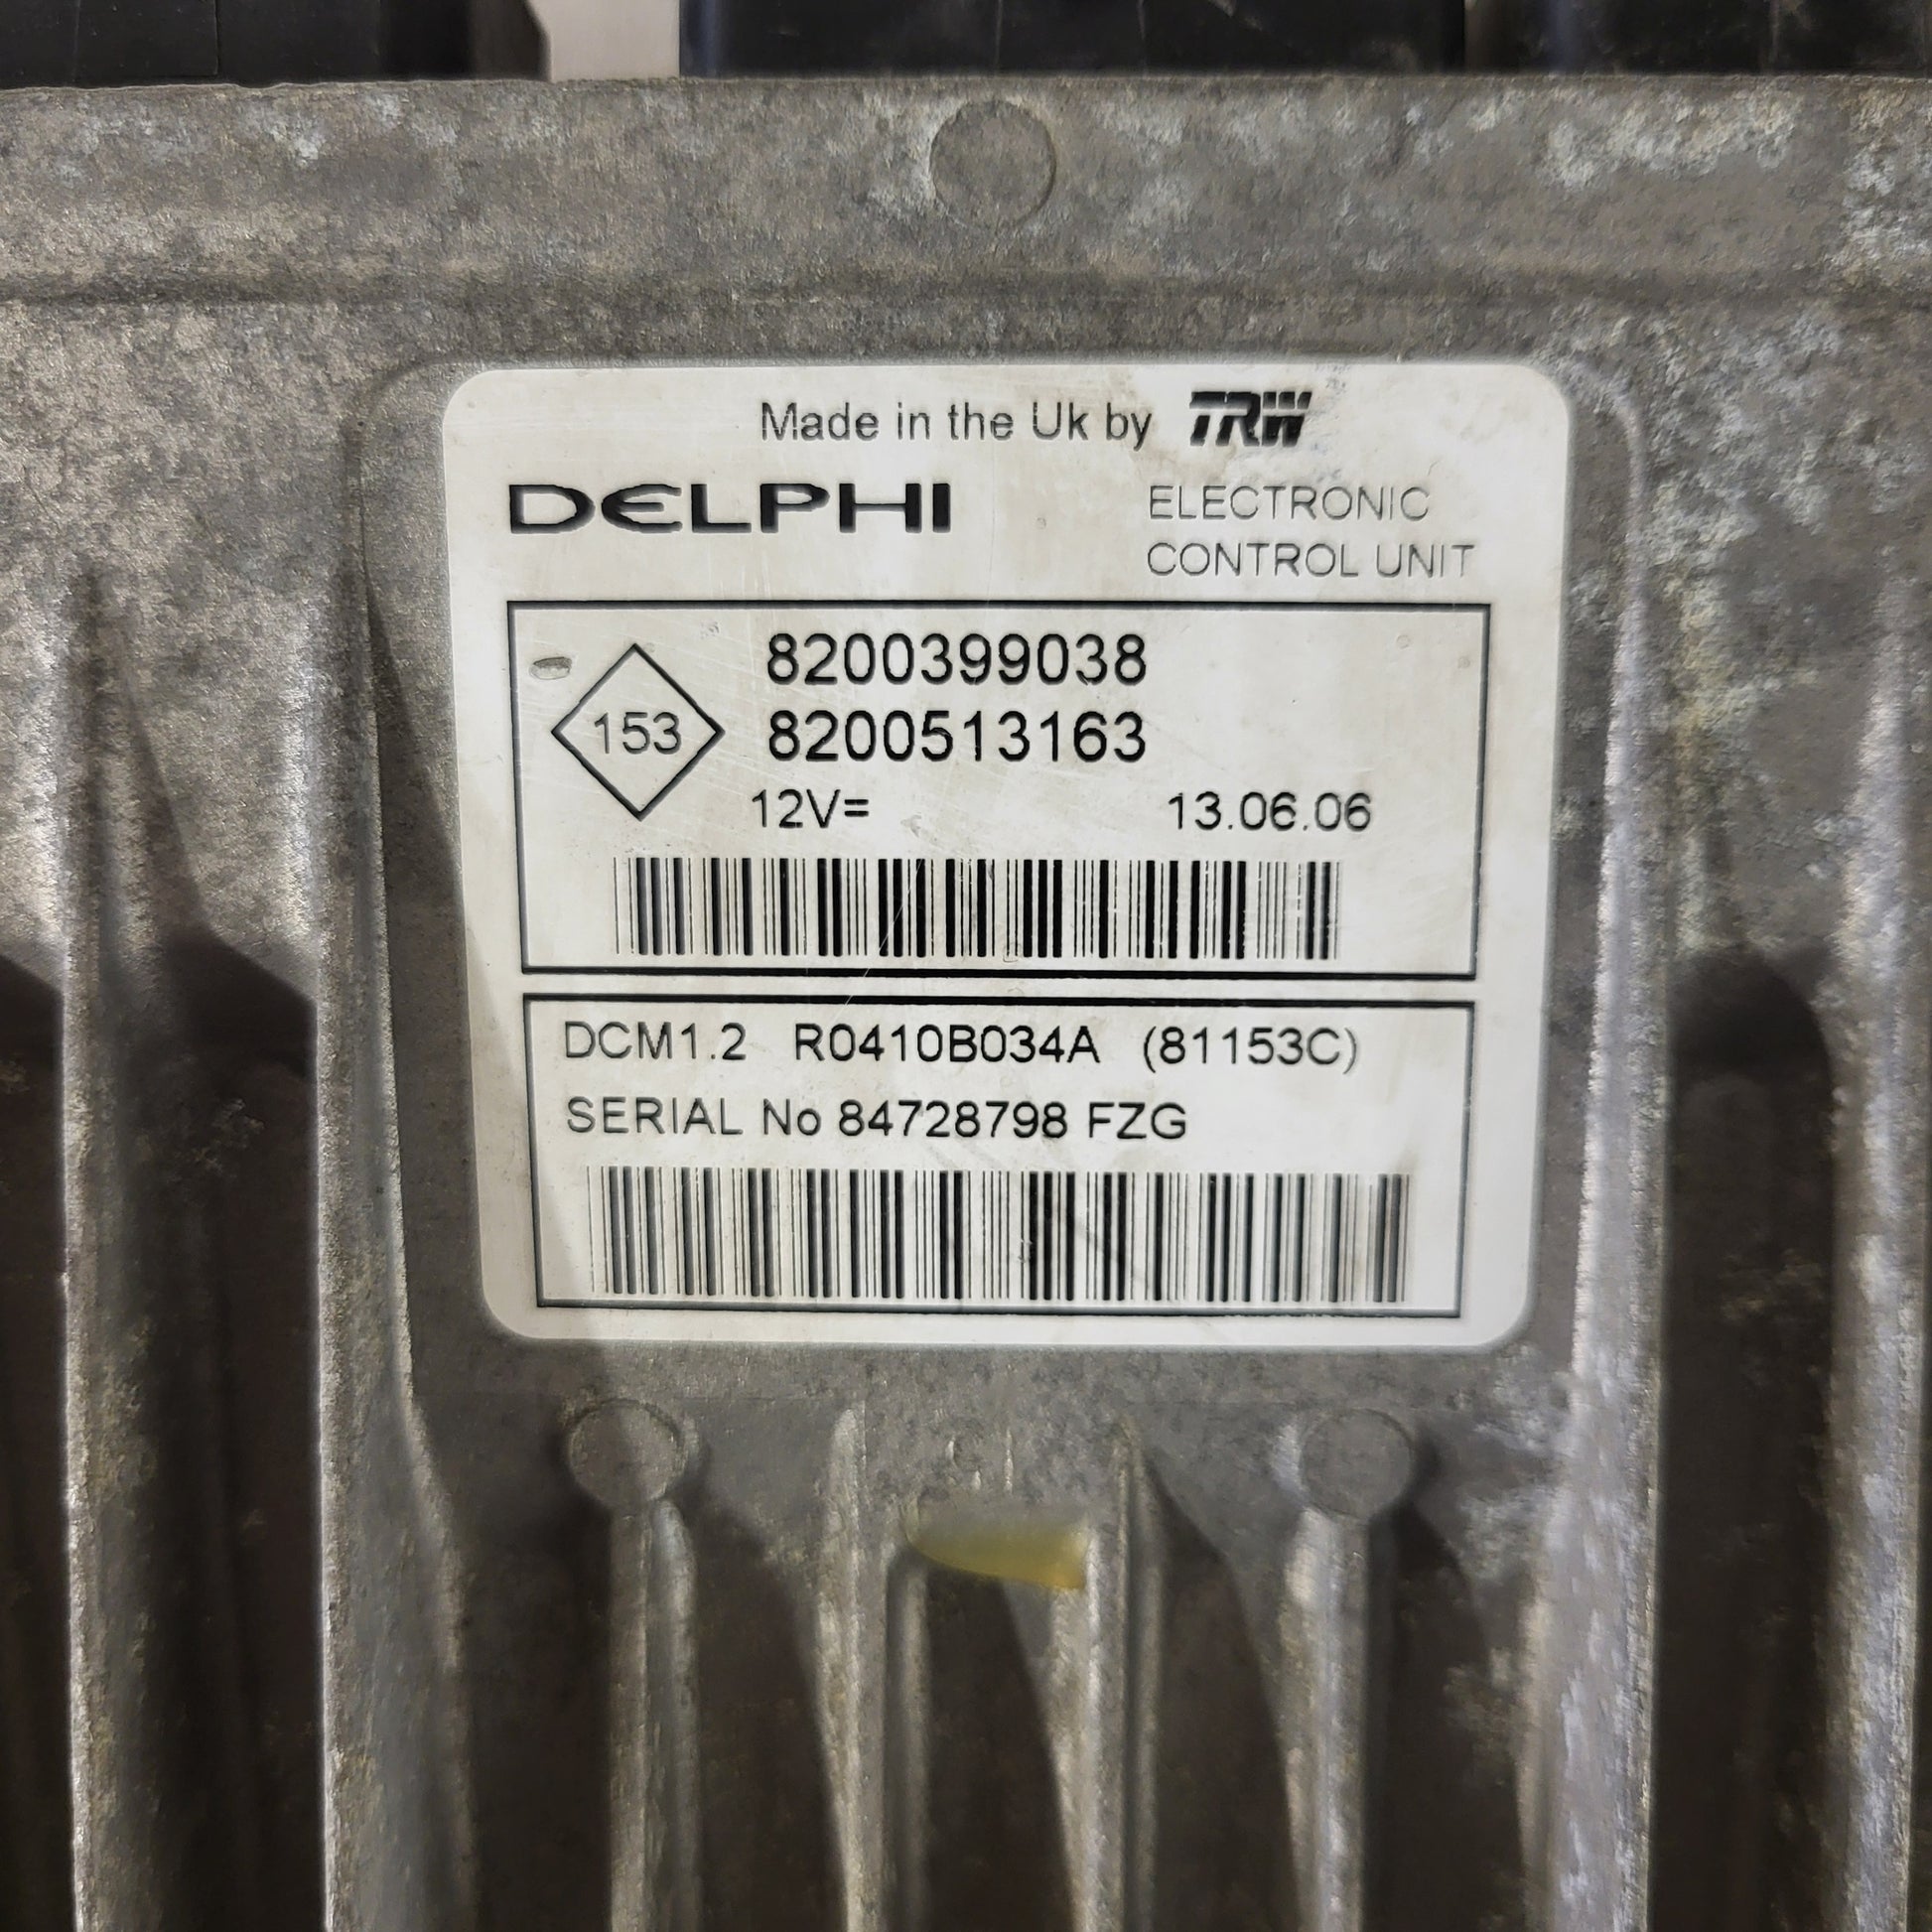 Made in the Uk by TRW
DELPHI
ELECTRONIC
CONTROL UNIT
153
8200399038
8200513163
12V= 13.06.06
DCM1.2 R0410B034A (81153C)
SERIAL No 84728798 FZG